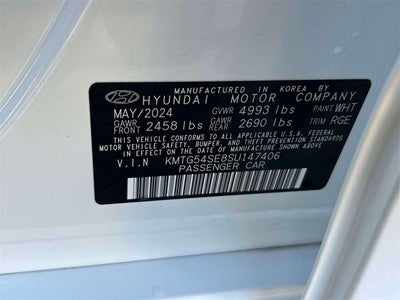 MANUFACTURED IN KOREA BY
HYUNDAI MOTOR COMPANY
MAY/2024 GVWR 4993 lbs PAINT WHT
GAWR FRONT 2458 lbs GAWR REAR 2690 lbs TRIM RGE
THIS VEHICLE CONFORMS TO ALL APPLICABLE U.S.A. FEDERAL
MOTOR VEHICLE SAFETY, BUMPER, AND THEFT PREVENTION STANDARDS
IN EFFECT ON THE DATE OF MANUFACTURE SHOWN ABOVE.
V.I.N KMTG54SE8SU147406
PASSENGER CAR